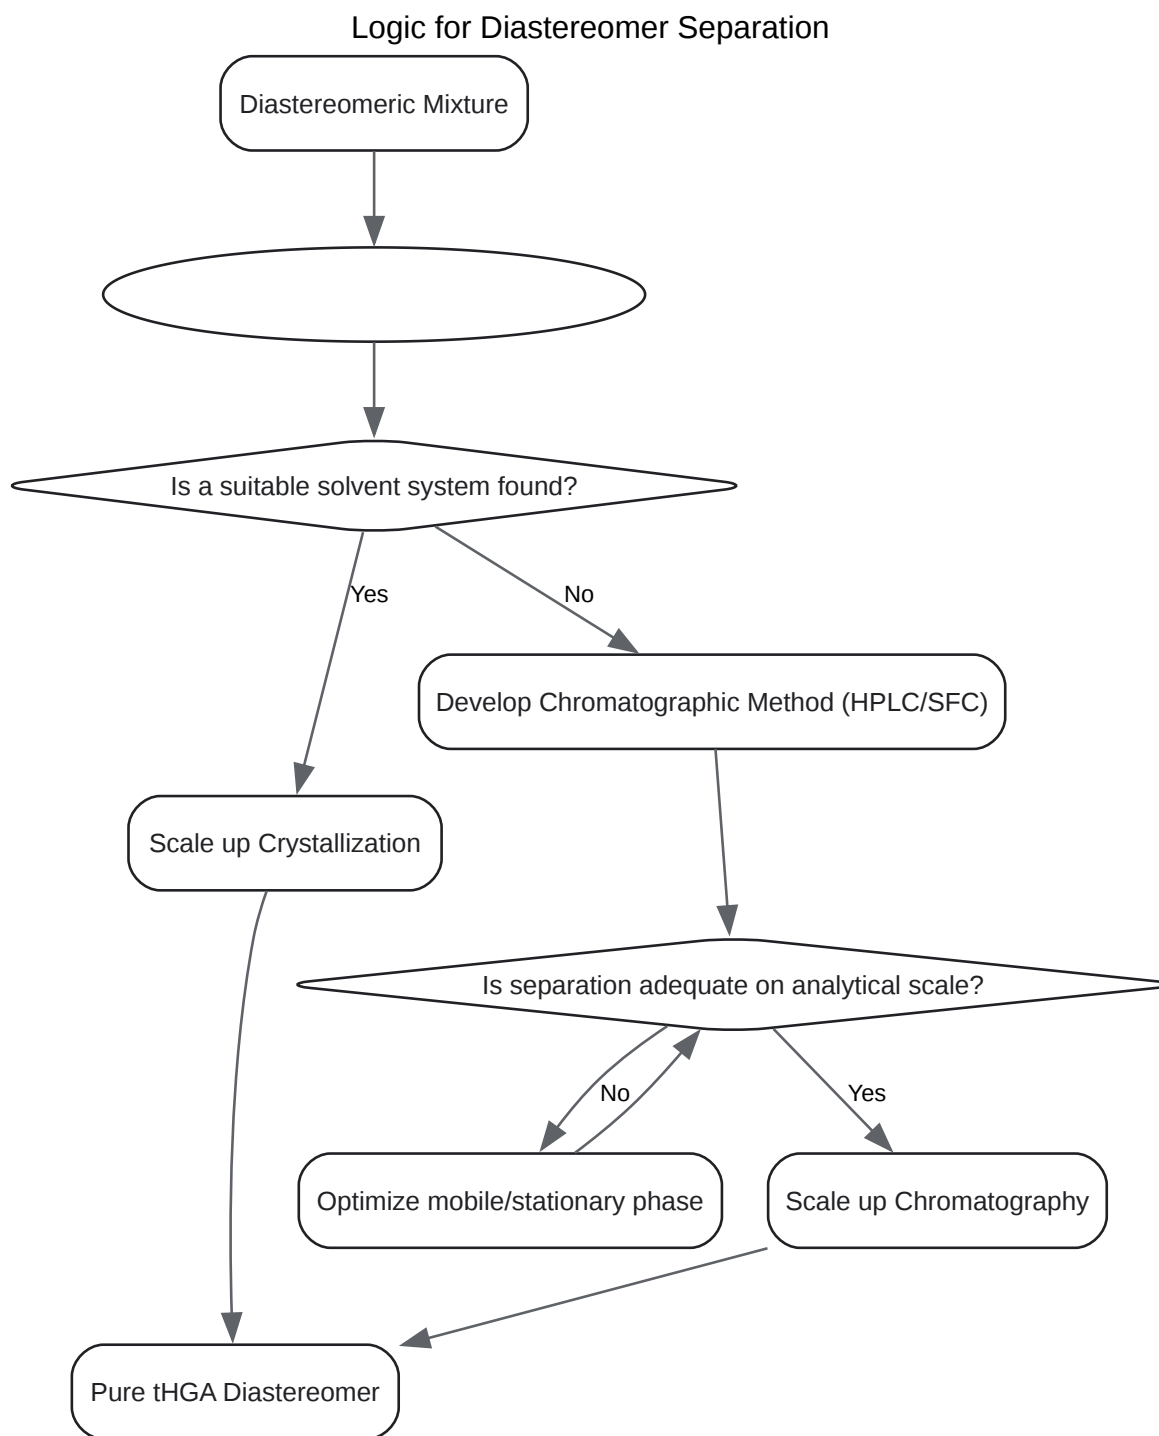 Logic for Diastereomer Separation
Diastereomeric Mixture
Is a suitable solvent system found?
Yes
No
Develop Chromatographic Method (HPLC/SFC)
Scale up Crystallization
Is separation adequate on analytical scale?
No
Yes
Optimize mobile/stationary phase
Scale up Chromatography
Pure tHGA Diastereomer